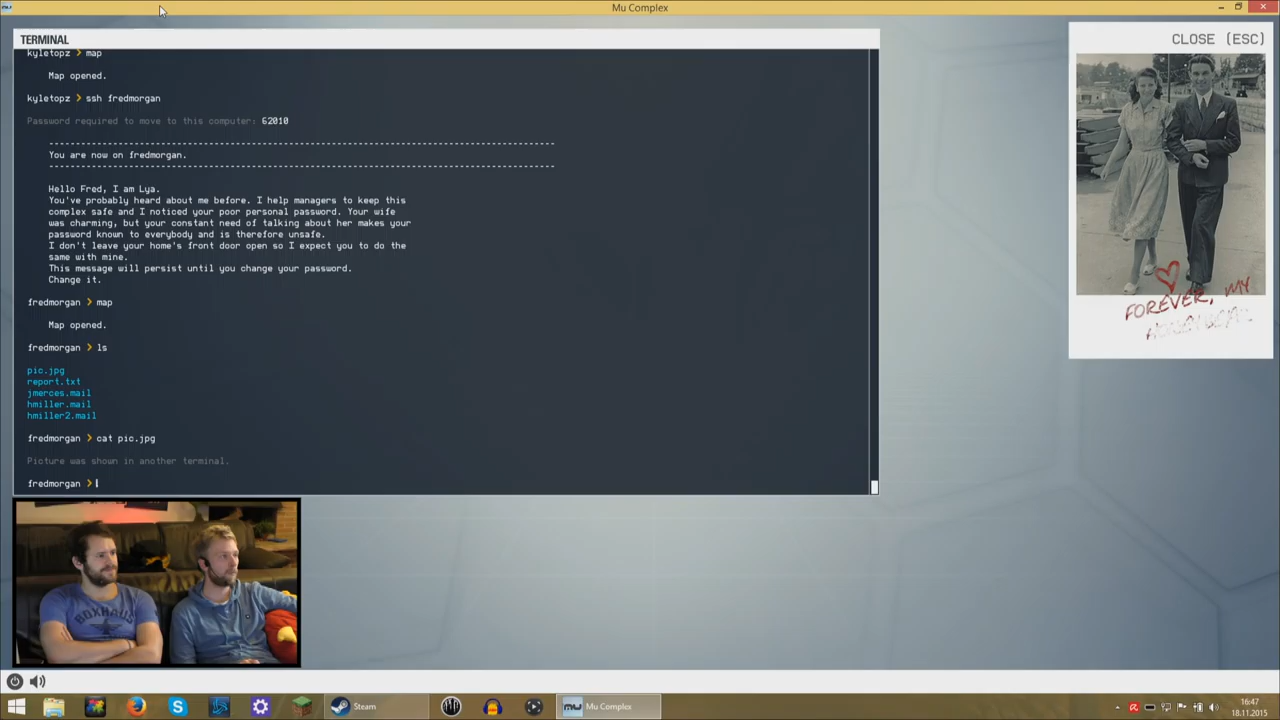 Mu Complex
TERMINAL
kyletopz > map
Map opened.
kyletopz > ssh fredmorgan
Password required to move to this computer: 62010
You are now on fredmorgan.
Hello Fred, I am Lya.
You've probably heard about me before. I help managers to keep this
complex safe and I noticed your poor personal password. Your wife
was charming, but your constant need of talking about her makes your
password known to everybody and is therefore unsafe.
I don't leave your home's front door open so I expect you to do the
same with mine.
This message will persist until you change your password.
Change it.
fredmorgan > map
Map opened.
fredmorgan > ls
pic.jpg
report.txt
jmerces.mail
hmiller.mail
hmiller2.mail
fredmorgan > cat pic.jpg
Picture was shown in another terminal.
fredmorgan >
CLOSE (ESC)
FOREVER, MY
BOXHAUS
Steam
Mu Complex
16:47
18.11.2015